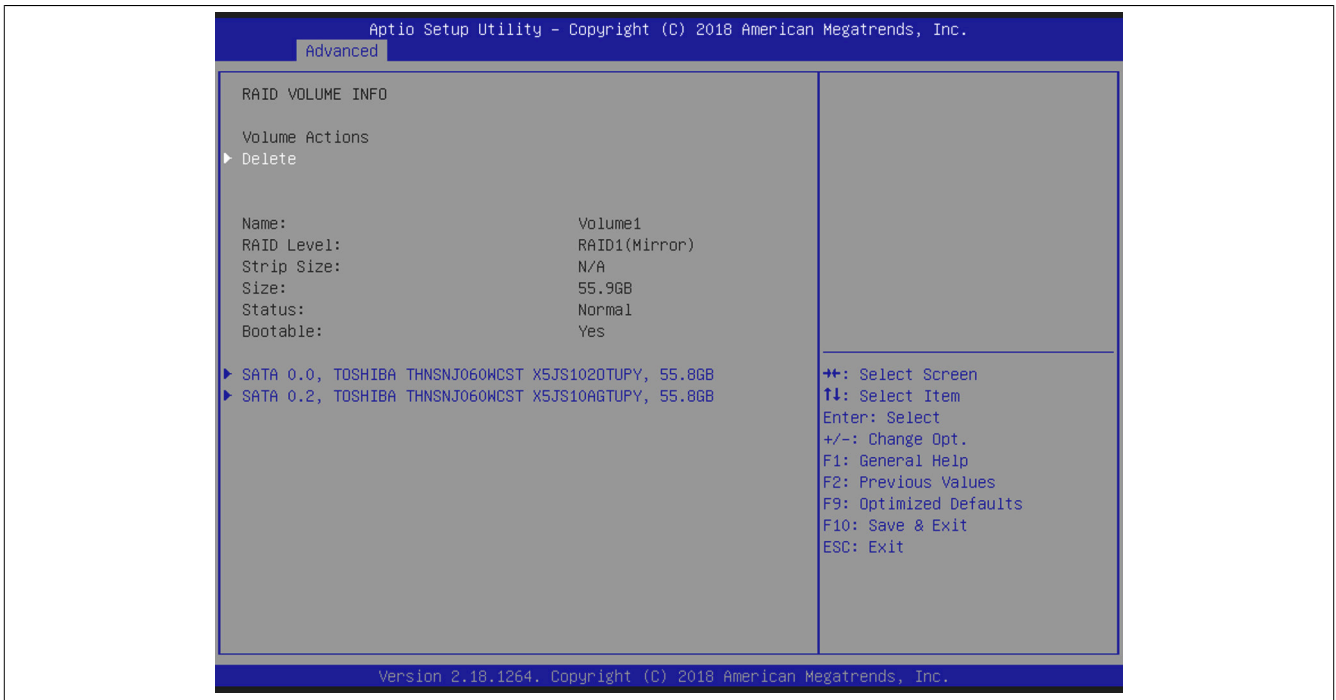 Aptio Setup Utility – Copyright (C) 2018 American Megatrends, Inc.
Advanced
RAID VOLUME INFO
Volume Actions
Delete
Name: Volume1
RAID Level: RAID1(Mirror)
Strip Size: N/A
Size: 55.9GB
Status: Normal
Bootable: Yes
SATA 0.0, TOSHIBA THNSNJ060WCST X5JS102OTUPY, 55.8GB
SATA 0.2, TOSHIBA THNSNJ060WCST X5JS10AGTUPY, 55.8GB
→←: Select Screen
↑↓: Select Item
Enter: Select
+/-: Change Opt.
F1: General Help
F2: Previous Values
F9: Optimized Defaults
F10: Save & Exit
ESC: Exit
Version 2.18.1264. Copyright (C) 2018 American Megatrends, Inc.